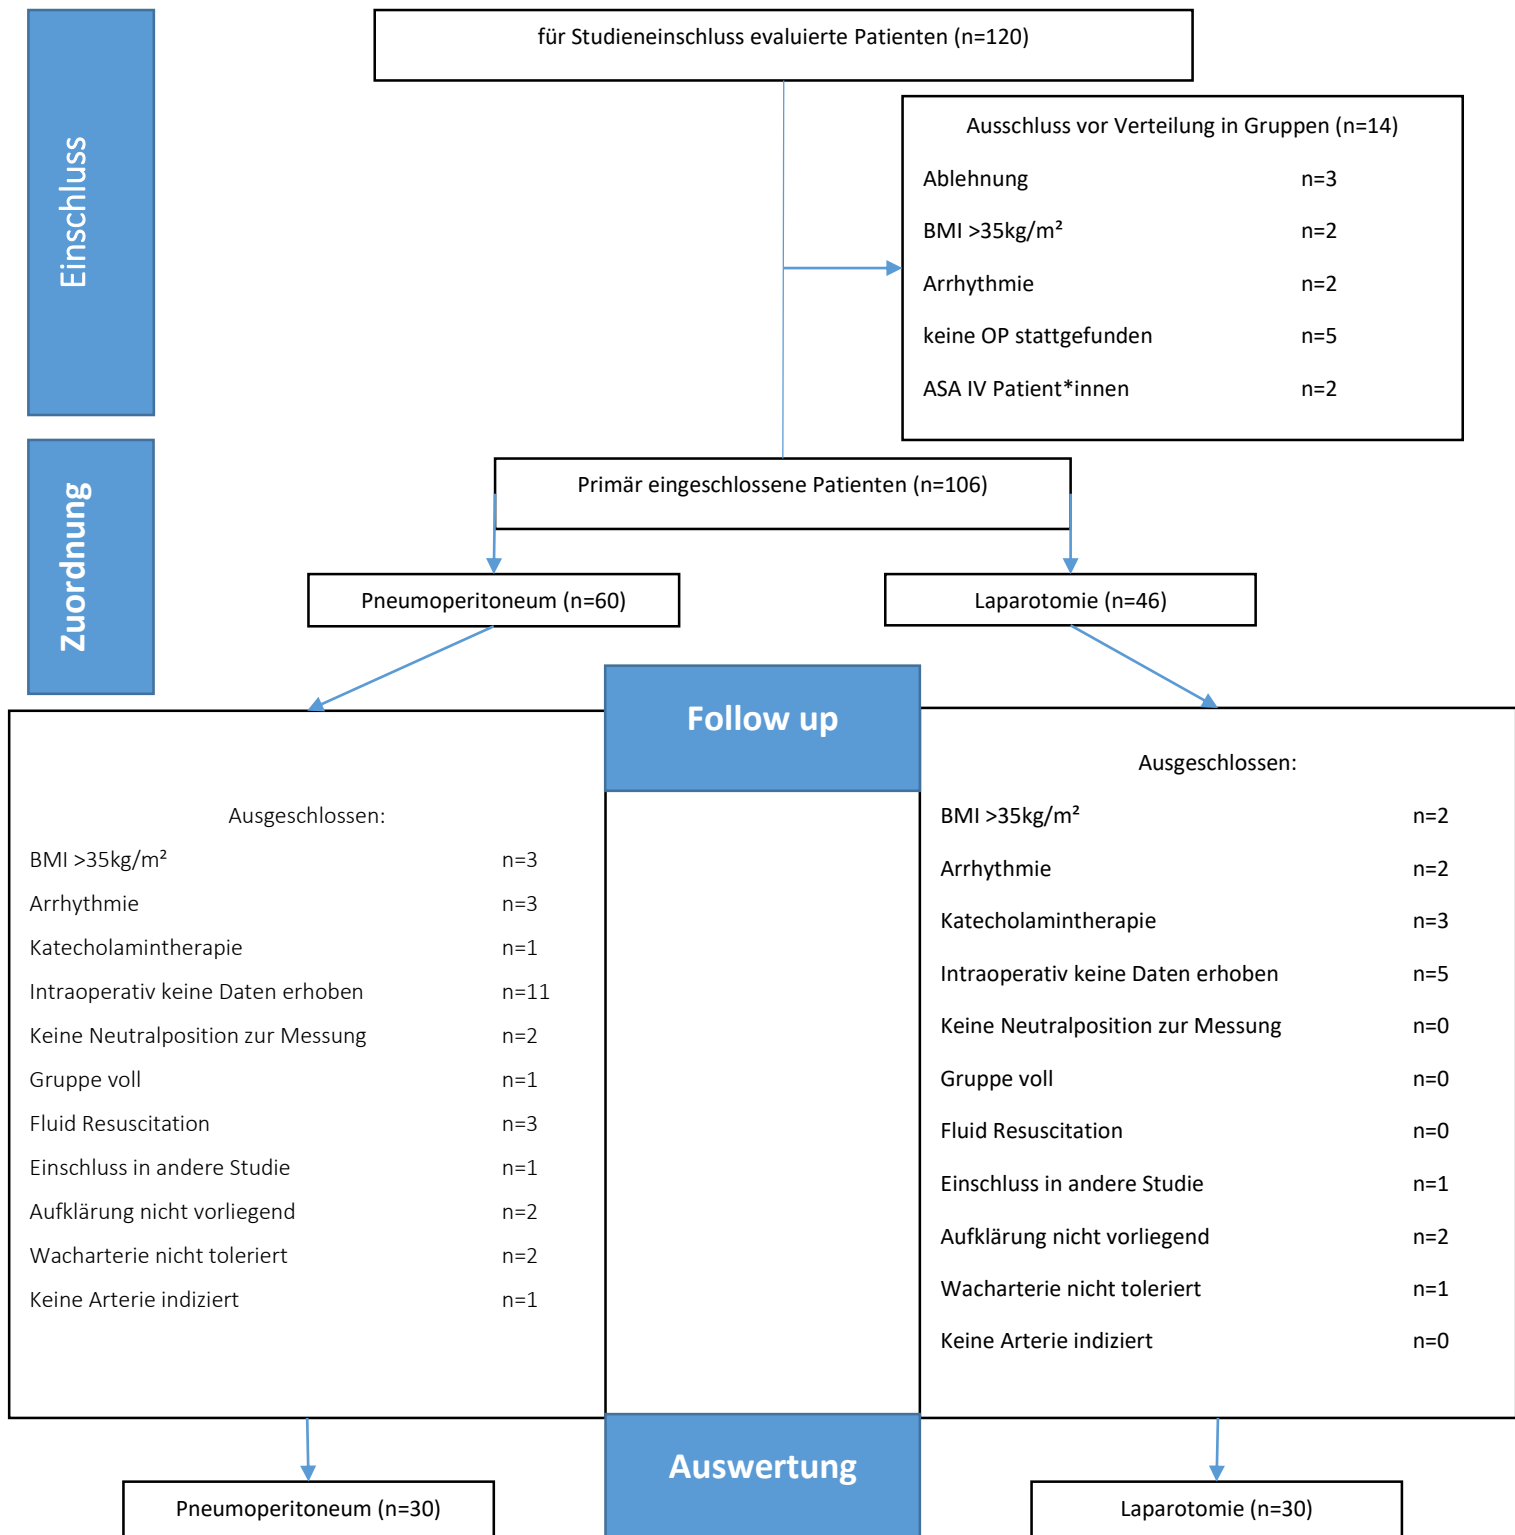 für Studieneinschluss evaluierte Patienten (n=120)
Einschluss
Ausschluss vor Verteilung in Gruppen (n=14)
Ablehnung n=3
BMI >35kg/m² n=2
Arrhythmie n=2
keine OP stattgefunden n=5
ASA IV Patient*innen n=2
Zuordnung
Primär eingeschlossene Patienten (n=106)
Pneumoperitoneum (n=60)
Laparotomie (n=46)
Follow up
Ausgeschlossen:
BMI >35kg/m² n=3
Arrhythmie n=3
Katecholamintherapie n=1
Intraoperativ keine Daten erhoben n=11
Keine Neutralposition zur Messung n=2
Gruppe voll n=1
Fluid Resuscitation n=3
Einschluss in andere Studie n=1
Aufklärung nicht vorliegend n=2
Wacharterie nicht toleriert n=2
Keine Arterie indiziert n=1
Ausgeschlossen:
BMI >35kg/m² n=2
Arrhythmie n=2
Katecholamintherapie n=3
Intraoperativ keine Daten erhoben n=5
Keine Neutralposition zur Messung n=0
Gruppe voll n=0
Fluid Resuscitation n=0
Einschluss in andere Studie n=1
Aufklärung nicht vorliegend n=2
Wacharterie nicht toleriert n=1
Keine Arterie indiziert n=0
Auswertung
Pneumoperitoneum (n=30)
Laparotomie (n=30)